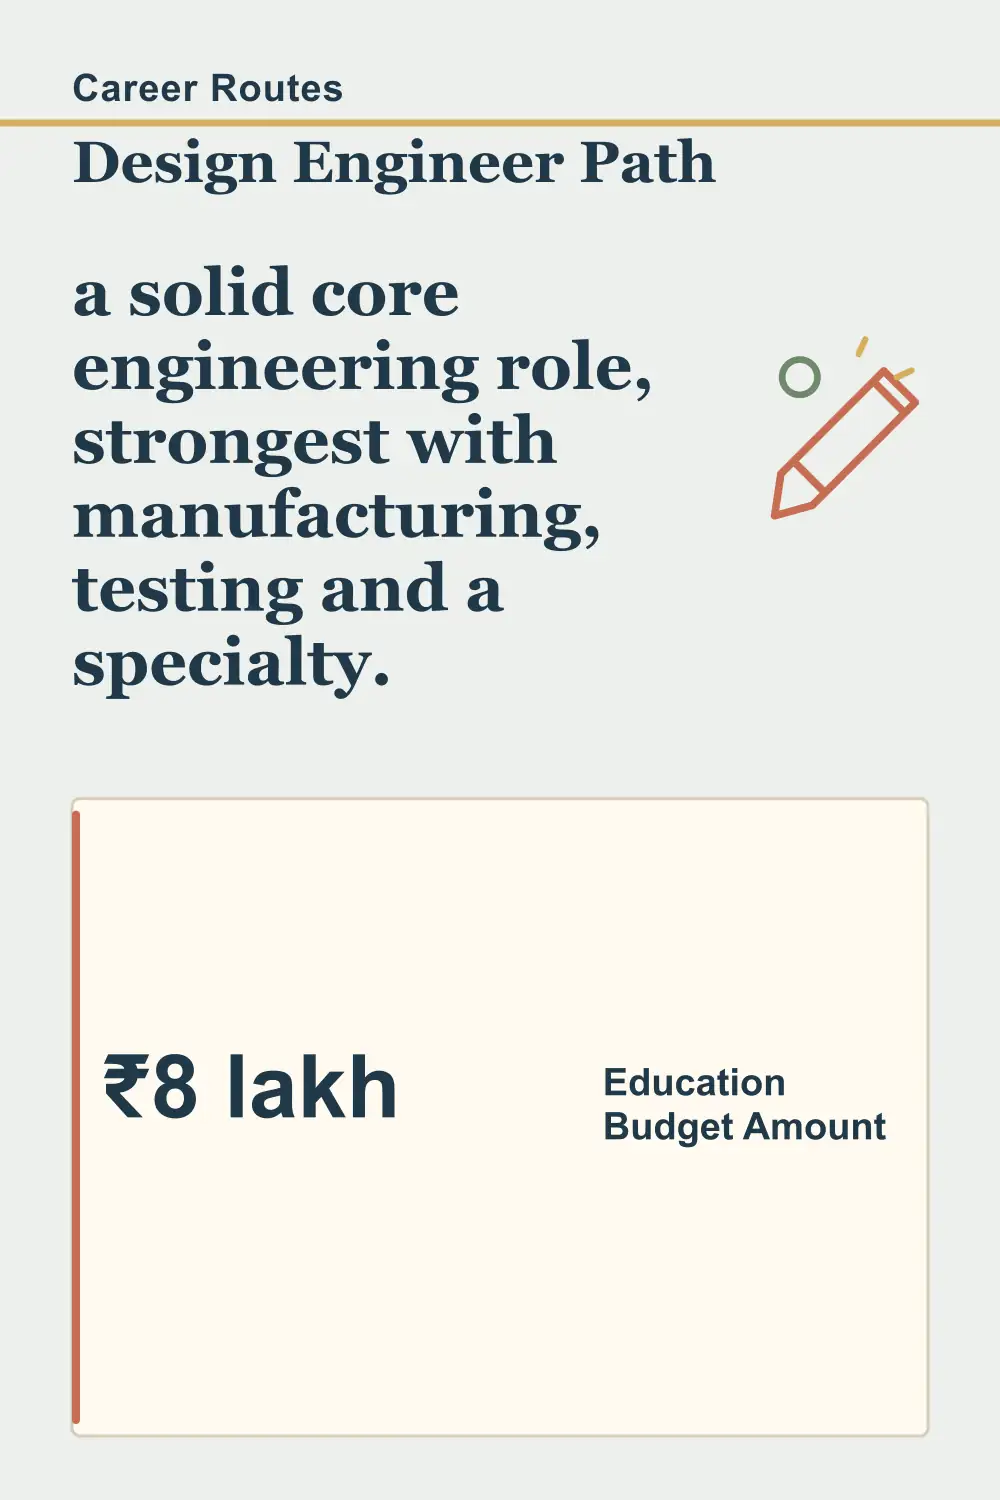 Career Routes
Design Engineer Path
a solid core
engineering role,
strongest with
manufacturing,
testing and a
specialty.
₹8 lakh
Education
Budget Amount